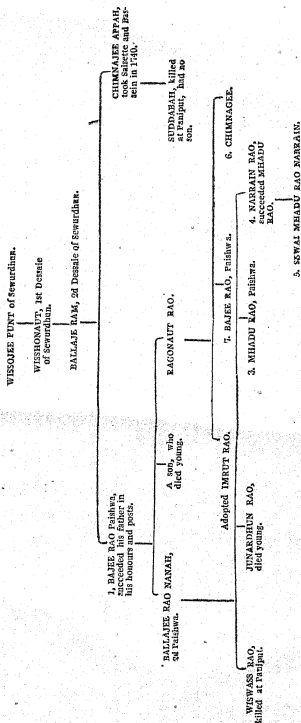 WISSOJEE PUNT of Sewurdhun.
WISSHONAUT, 1st Dessaie
of Sewurdhun.
BALLAJE RAM, 2d Dessaie of Sewurdhun.
1. BAJEE RAO Paishwa,
succeeded his father in
his honours and posts.
CHIMNAJEE APPAH,
took Salsette and Bas-
sein in 1740.
BALLAJEE RAO NANAH,
2d Paishwa.
A son, who
died young.
RAGONAUT RAO.
SUDDABAH, killed
at Paniput, had no
son.
Adopted IMRUT RAO.
7. BAJEE RAO, Paishwa.
6. CHIMNAGEE.
WISWASS RAO,
killed at Paniput.
JUNARDHUN RAO,
died young.
3. MHADU RAO, Paishwa.
4. NARRAIN RAO,
succeeded MHADU
RAO.
5. SEWAI MHADU RAO NARRAIN.